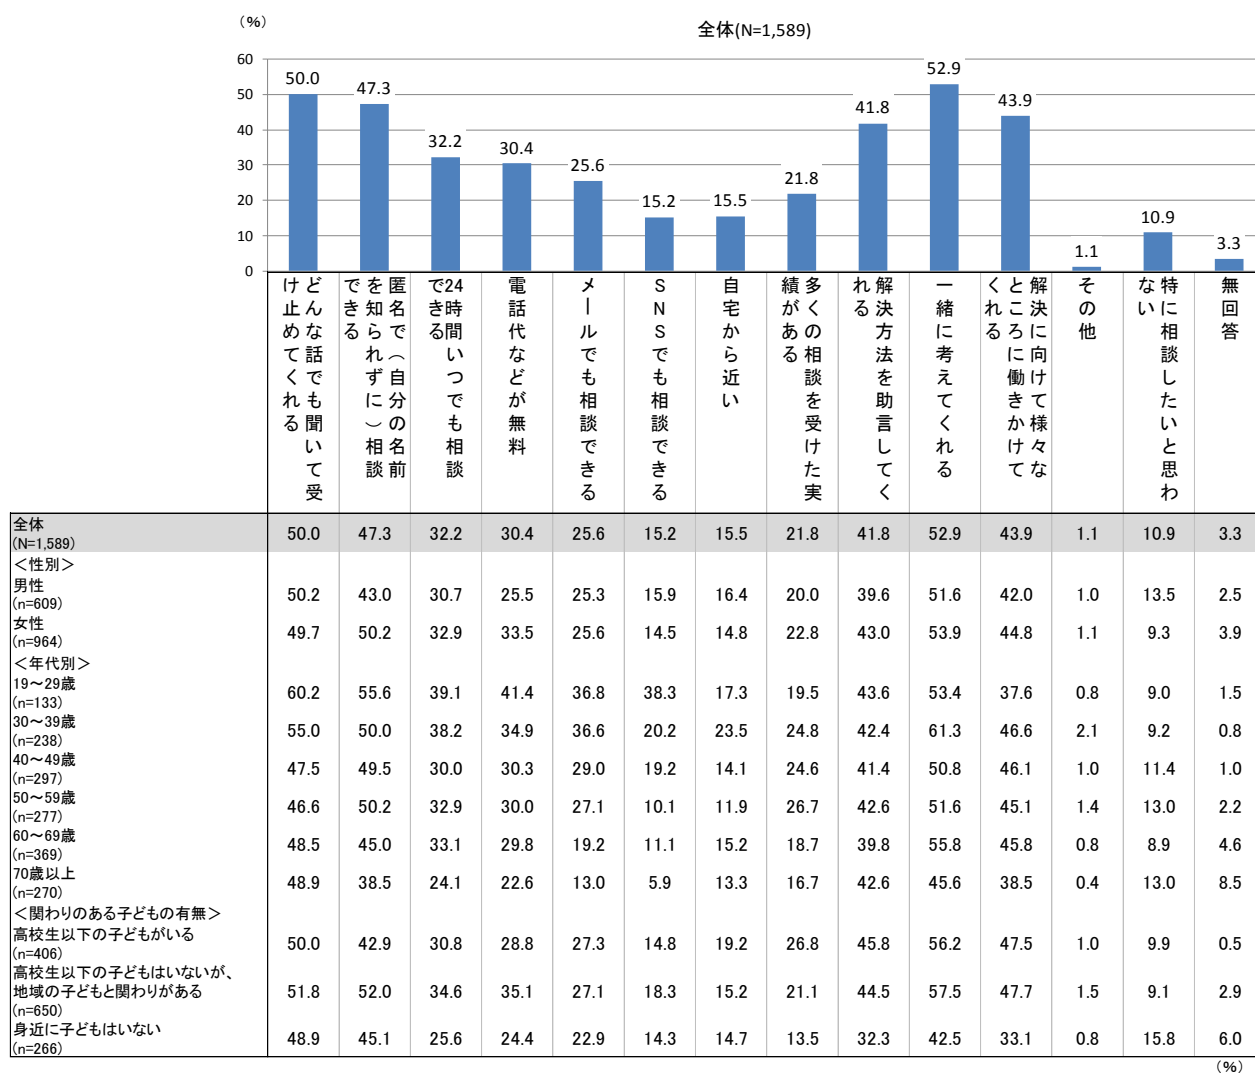 （%）
全体(N=1,589)
60
50
40
30
20
10
0
50.0
47.3
32.2
30.4
25.6
15.2
15.5
21.8
41.8
52.9
43.9
1.1
10.9
3.3
どんな話でも聞いて受
け止めてくれる
匿名で（自分の名前
を知られずに）相談
できる
24時間いつでも相談
できる
電話代などが無料
メールでも相談できる
SNSでも相談できる
自宅から近い
多くの相談を受けた実
績がある
解決方法を助言してく
れる
一緒に考えてくれる
解決に向けて様々な
ところに働きかけて
くれる
その他
特に相談したいと思わ
ない
無回答
全体
(N=1,589)
50.0 47.3 32.2 30.4 25.6 15.2 15.5 21.8 41.8 52.9 43.9 1.1 10.9 3.3
＜性別＞
男性
(n=609)
50.2 43.0 30.7 25.5 25.3 15.9 16.4 20.0 39.6 51.6 42.0 1.0 13.5 2.5
女性
(n=964)
49.7 50.2 32.9 33.5 25.6 14.5 14.8 22.8 43.0 53.9 44.8 1.1 9.3 3.9
＜年代別＞
19～29歳
(n=133)
60.2 55.6 39.1 41.4 36.8 38.3 17.3 19.5 43.6 53.4 37.6 0.8 9.0 1.5
30～39歳
(n=238)
55.0 50.0 38.2 34.9 36.6 20.2 23.5 24.8 42.4 61.3 46.6 2.1 9.2 0.8
40～49歳
(n=297)
47.5 49.5 30.0 30.3 29.0 19.2 14.1 24.6 41.4 50.8 46.1 1.0 11.4 1.0
50～59歳
(n=277)
46.6 50.2 32.9 30.0 27.1 10.1 11.9 26.7 42.6 51.6 45.1 1.4 13.0 2.2
60～69歳
(n=369)
48.5 45.0 33.1 29.8 19.2 11.1 15.2 18.7 39.8 55.8 45.8 0.8 8.9 4.6
70歳以上
(n=270)
48.9 38.5 24.1 22.6 13.0 5.9 13.3 16.7 42.6 45.6 38.5 0.4 13.0 8.5
＜関わりのある子どもの有無＞
高校生以下の子どもがいる
(n=406)
50.0 42.9 30.8 28.8 27.3 14.8 19.2 26.8 45.8 56.2 47.5 1.0 9.9 0.5
高校生以下の子どもはいないが、
地域の子どもと関わりがある
(n=650)
51.8 52.0 34.6 35.1 27.1 18.3 15.2 21.1 44.5 57.5 47.7 1.5 9.1 2.9
身近に子どもはいない
(n=266)
48.9 45.1 25.6 24.4 22.9 14.3 14.7 13.5 32.3 42.5 33.1 0.8 15.8 6.0
（%）